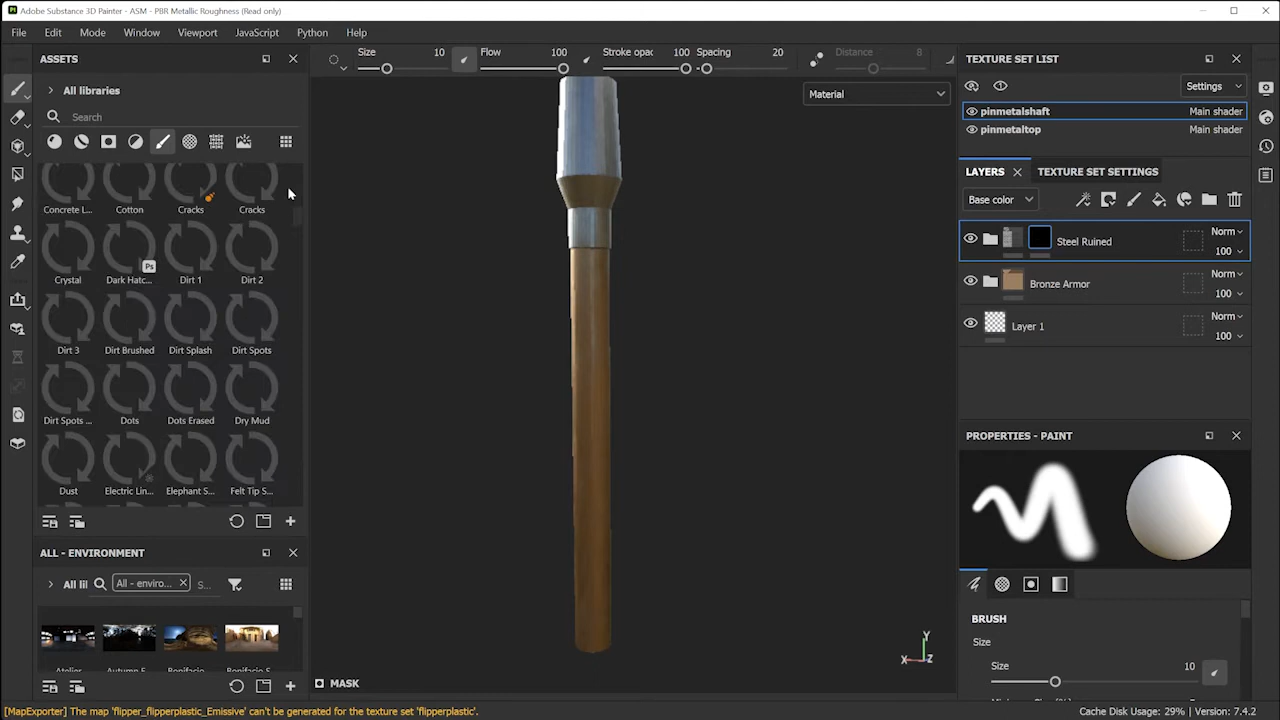 Adobe Substance 3D Painter - ASM - PBR Metallic Roughness (Read only)
File Edit Mode Window Viewport JavaScript Python Help
ASSETS
Size 10 Flow 100 Stroke opac 100 Spacing 20 Distance 8
TEXTURE SET LIST
All libraries
Material
Settings
Search
pinmetalshaft Main shader
pinmetaltop Main shader
LAYERS TEXTURE SET SETTINGS
Base color
Concrete L... Cotton Cracks Cracks
Steel Ruined Norm 100
Ps
Crystal Dark Hatc... Dirt 1 Dirt 2
Bronze Armor Norm 100
Layer 1 Norm 100
Dirt 3 Dirt Brushed Dirt Splash Dirt Spots
Dirt Spots ... Dots Dots Erased Dry Mud
PROPERTIES - PAINT
Dust Electric Lin... Elephant S... Felt Tip S...
ALL - ENVIRONMENT
All lil All - enviro... S...
BRUSH
Size
Size 10
Y
X Z
MASK
[MapExporter] The map 'flipper_flipperplastic_Emissive' can't be generated for the texture set 'flipperplastic'.
Cache Disk Usage: 29% | Version: 7.4.2